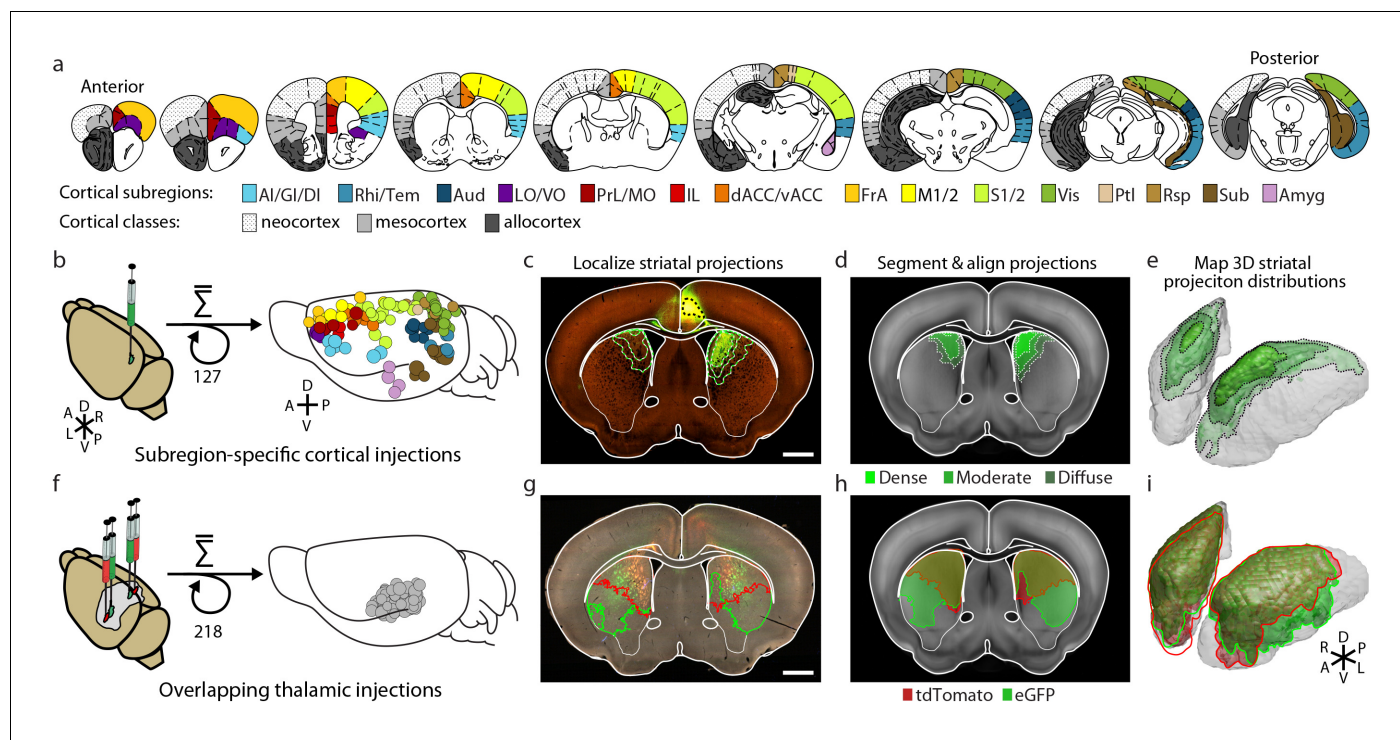 a
Anterior
Posterior
Cortical subregions: AI/GI/DI Rhi/Tem Aud LO/VO PrL/MO IL dACC/vACC FrA M1/2 S1/2 Vis Ptl Rsp Sub Amyg
Cortical classes: neocortex mesocortex allocortex
b
Σ
127
A D R
L V P
D
A P
V
Subregion-specific cortical injections
c
Localize striatal projections
d
Segment & align projections
Dense Moderate Diffuse
e
Map 3D striatal
projeciton distributions
f
Σ
218
Overlapping thalamic injections
g
h
tdTomato eGFP
i
D
R P
A L
V